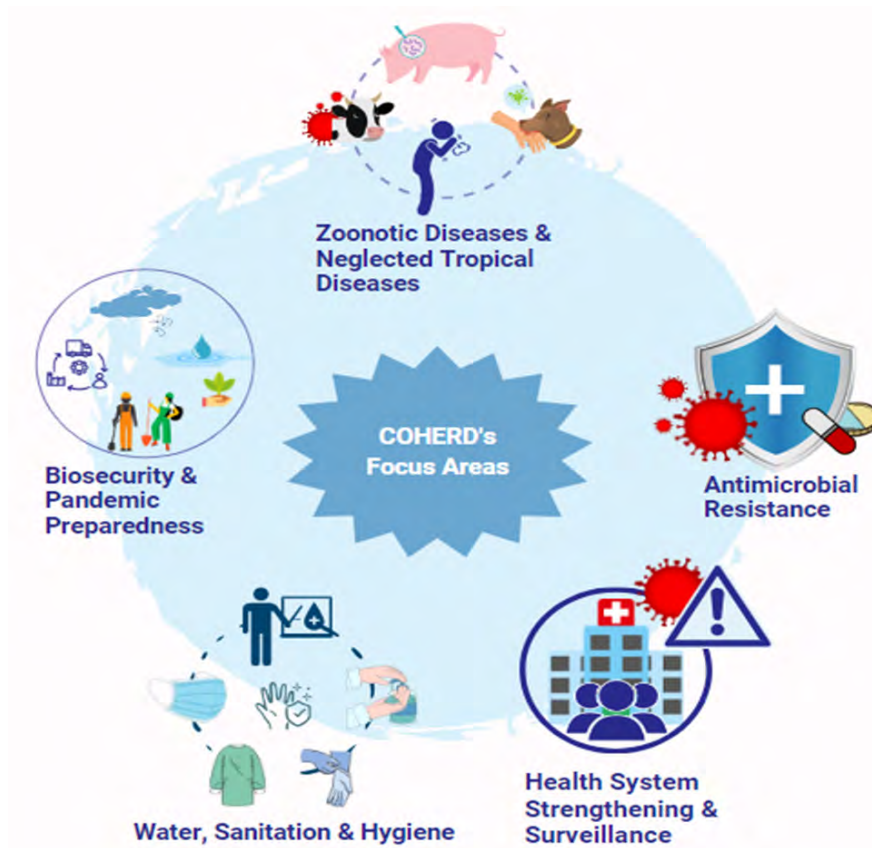 Zoonotic Diseases &
Neglected Tropical
Diseases
COHERD's
Focus Areas
Biosecurity &
Pandemic
Preparedness
Antimicrobial
Resistance
Water, Sanitation & Hygiene
Health System
Strengthening &
Surveillance